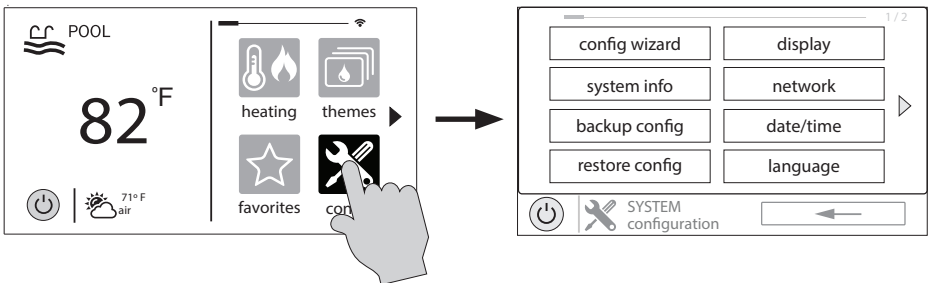 POOL
82°F
heating
themes
favorites
71° F
air
1 / 2
config wizard
display
system info
network
backup config
date/time
restore config
language
SYSTEM
configuration